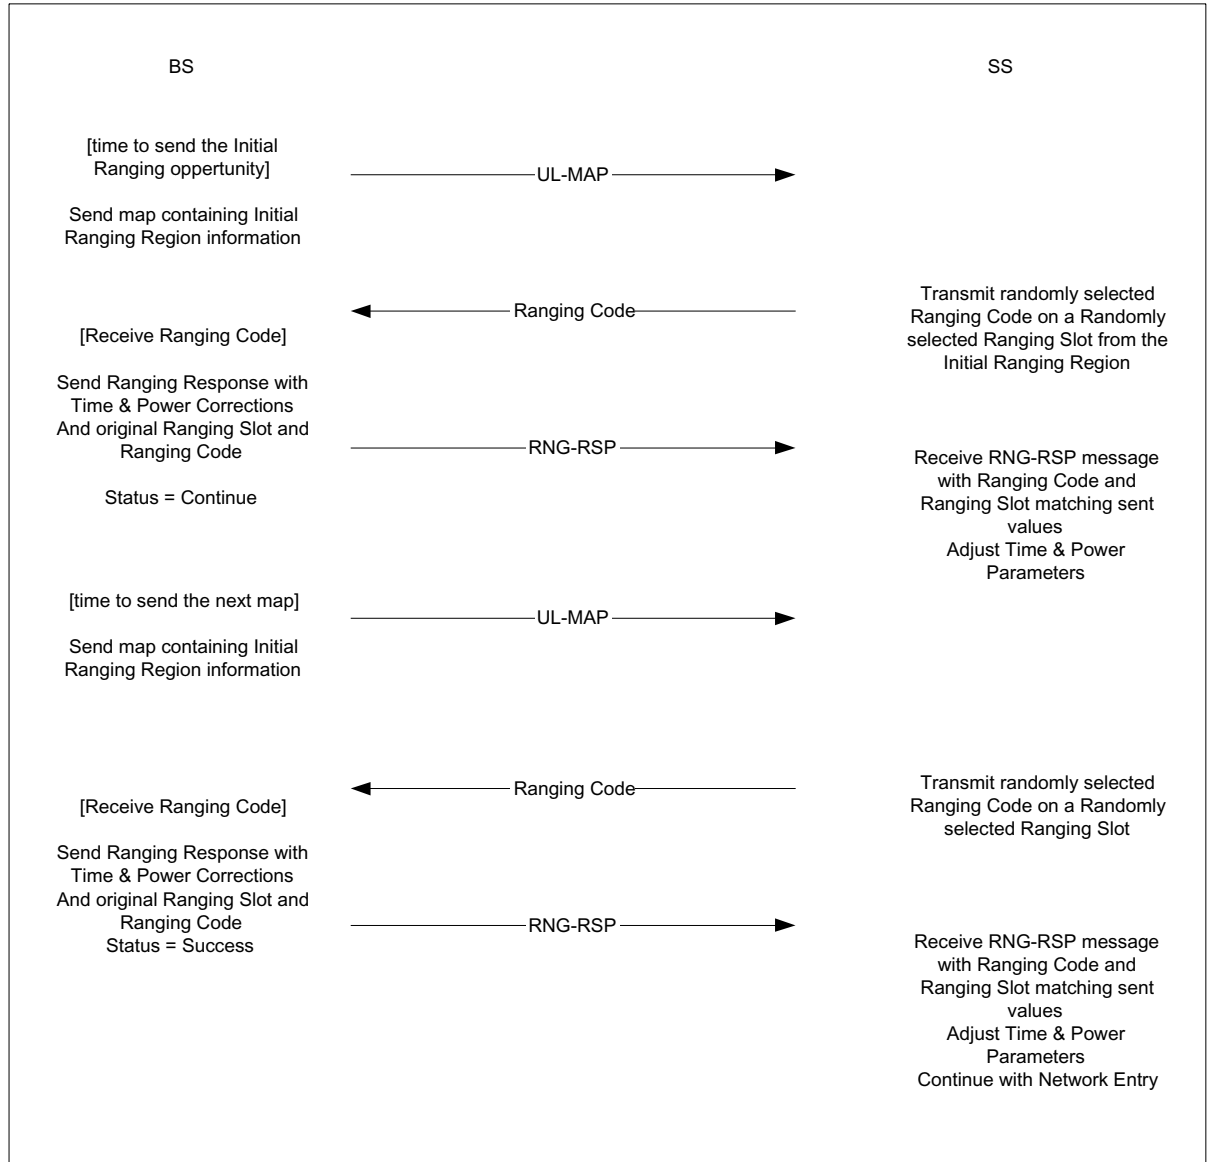 BS
SS
[time to send the Initial
Ranging oppertunity]
UL-MAP
Send map containing Initial
Ranging Region information
Ranging Code
Transmit randomly selected
Ranging Code on a Randomly
selected Ranging Slot from the
Initial Ranging Region
[Receive Ranging Code]
Send Ranging Response with
Time & Power Corrections
And original Ranging Slot and
Ranging Code
Status = Continue
RNG-RSP
Receive RNG-RSP message
with Ranging Code and
Ranging Slot matching sent
values
Adjust Time & Power
Parameters
[time to send the next map]
UL-MAP
Send map containing Initial
Ranging Region information
Ranging Code
Transmit randomly selected
Ranging Code on a Randomly
selected Ranging Slot
[Receive Ranging Code]
Send Ranging Response with
Time & Power Corrections
And original Ranging Slot and
Ranging Code
Status = Success
RNG-RSP
Receive RNG-RSP message
with Ranging Code and
Ranging Slot matching sent
values
Adjust Time & Power
Parameters
Continue with Network Entry